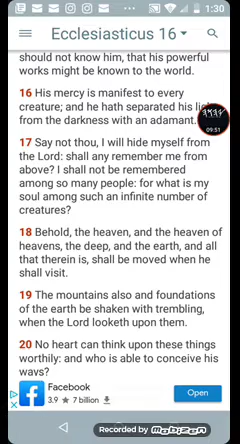 1:30
Ecclesiasticus 16
should not know him, that his powerful
works might be known to the world.
16 His mercy is manifest to every
creature; and he hath separated his
from the darkness with an adamant.
09:51
17 Say not thou, I will hide myself from
the Lord: shall any remember me from
above? I shall not be remembered
among so many people: for what is my
soul among such an infinite number of
creatures?
18 Behold, the heaven, and the heaven of
heavens, the deep, and the earth, and all
that therein is, shall be moved when he
shall visit.
19 The mountains also and foundations
of the earth be shaken with trembling,
when the Lord looketh upon them.
20 No heart can think upon these things
worthily: and who is able to conceive his
ways?
Facebook
3.9 ★ 7 billion
Open
Recorded by Mobizen